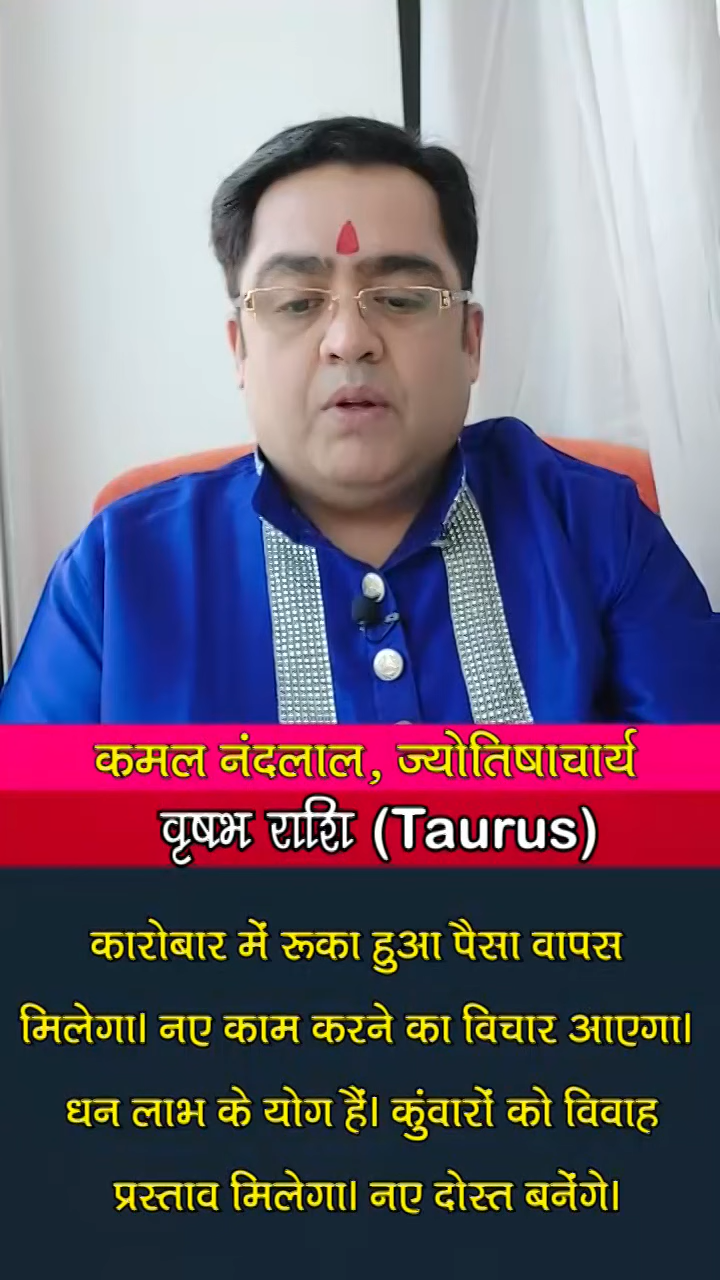 कमल नंदलाल, ज्योतिषाचार्य
वृषभ राशि (Taurus)
कारोबार में रूका हुआ पैसा वापस
मिलेगा। नए काम करने का विचार आएगा।
धन लाभ के योग हैं। कुंवारों को विवाह
प्रस्ताव मिलेगा। नए दोस्त बनेंगे।